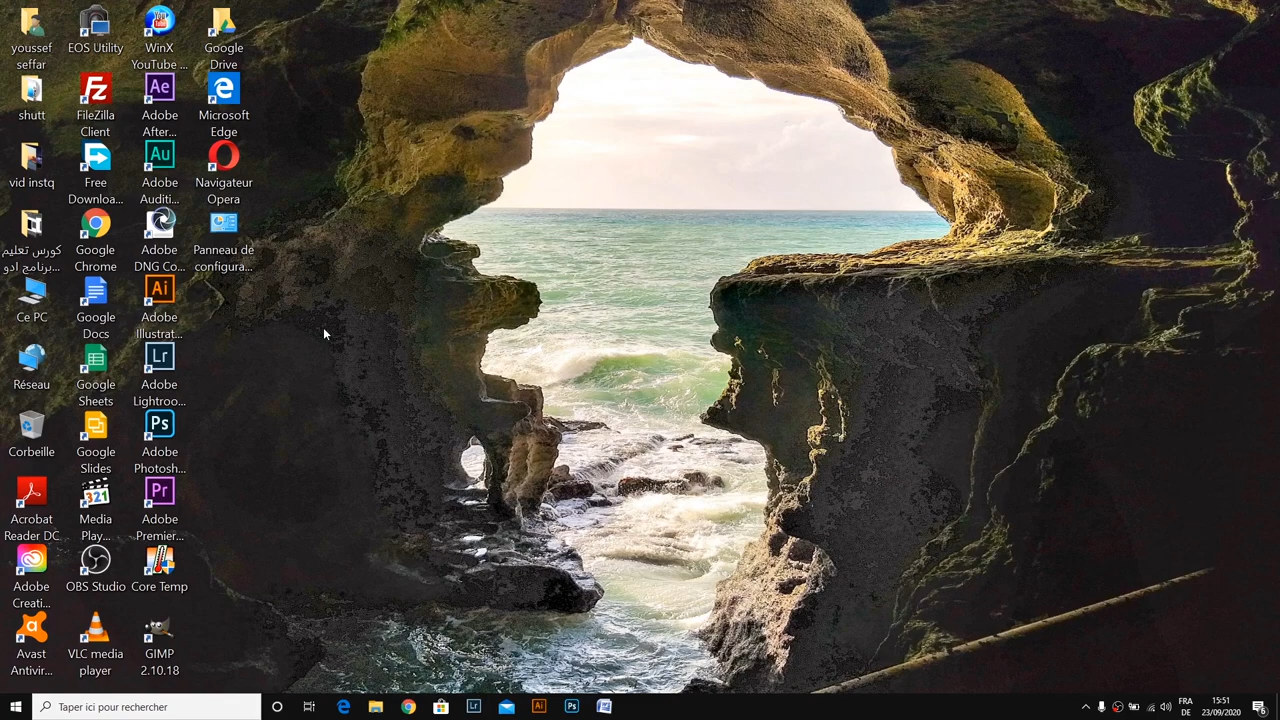 youssef
seffar
EOS Utility
WinX
YouTube ...
Google
Drive
shutt
FileZilla
Client
Adobe
After...
Microsoft
Edge
vid instq
Free
Downloa...
Adobe
Auditi...
Navigateur
Opera
كورس تعليم
برنامج ادو...
Google
Chrome
Adobe
DNG Co...
Panneau de
configura...
Ce PC
Google
Docs
Adobe
Illustrat...
Réseau
Google
Sheets
Adobe
Lightroo...
Corbeille
Google
Slides
Adobe
Photosh...
Acrobat
Reader DC
Media
Play...
Adobe
Premier...
Adobe
Creati...
OBS Studio
Core Temp
Avast
Antivir...
VLC media
player
GIMP
2.10.18
Taper ici pour rechercher
FRA
DE
15:51
23/09/2020